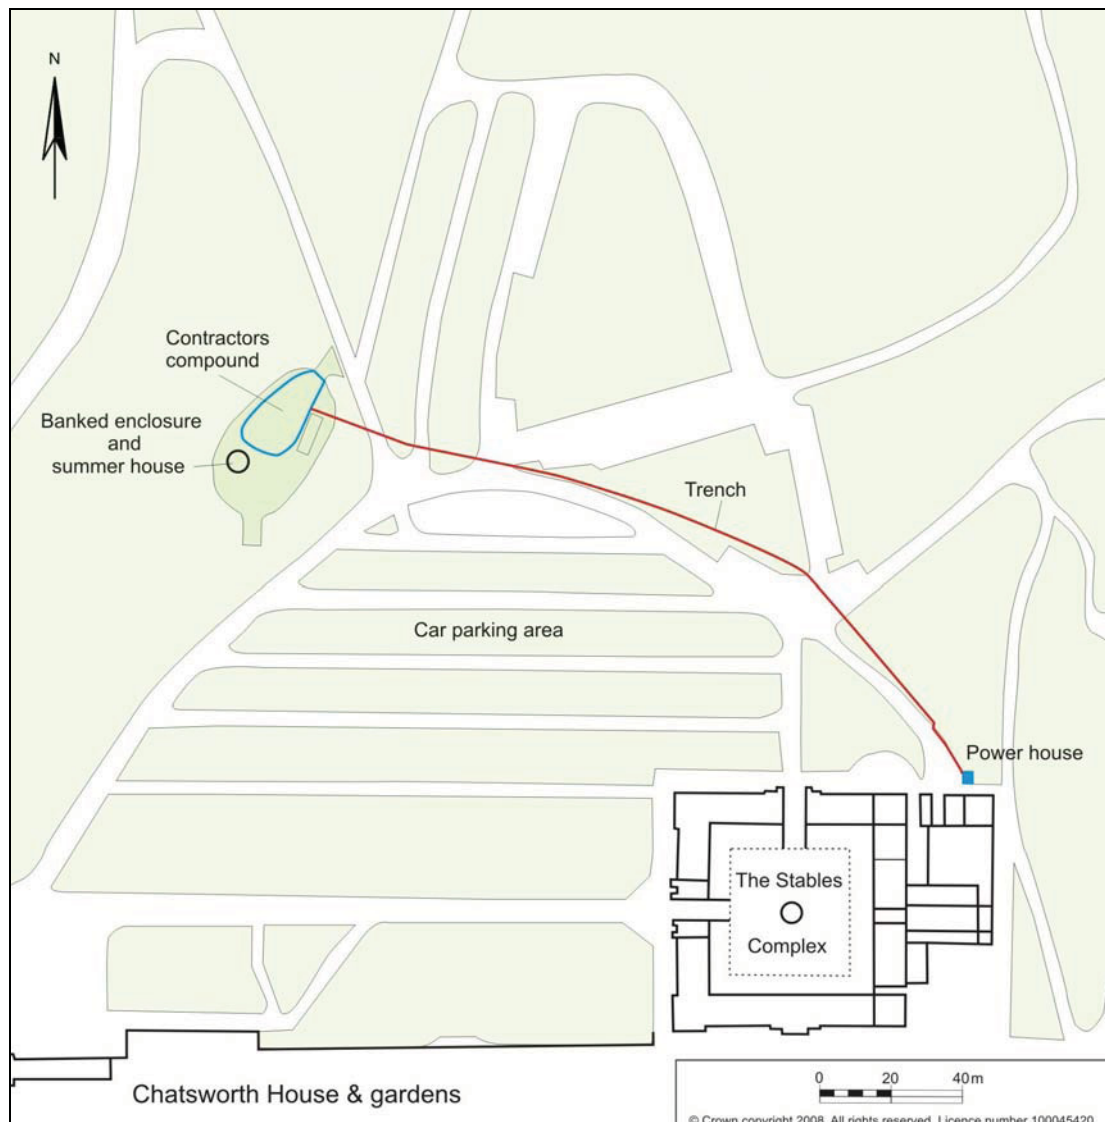 N
Contractors
compound
Banked enclosure
and
summer house
Trench
Car parking area
Power house
The Stables
Complex
Chatsworth House & gardens
0 20 40m
© Crown copyright 2008. All rights reserved. Licence number 100045420